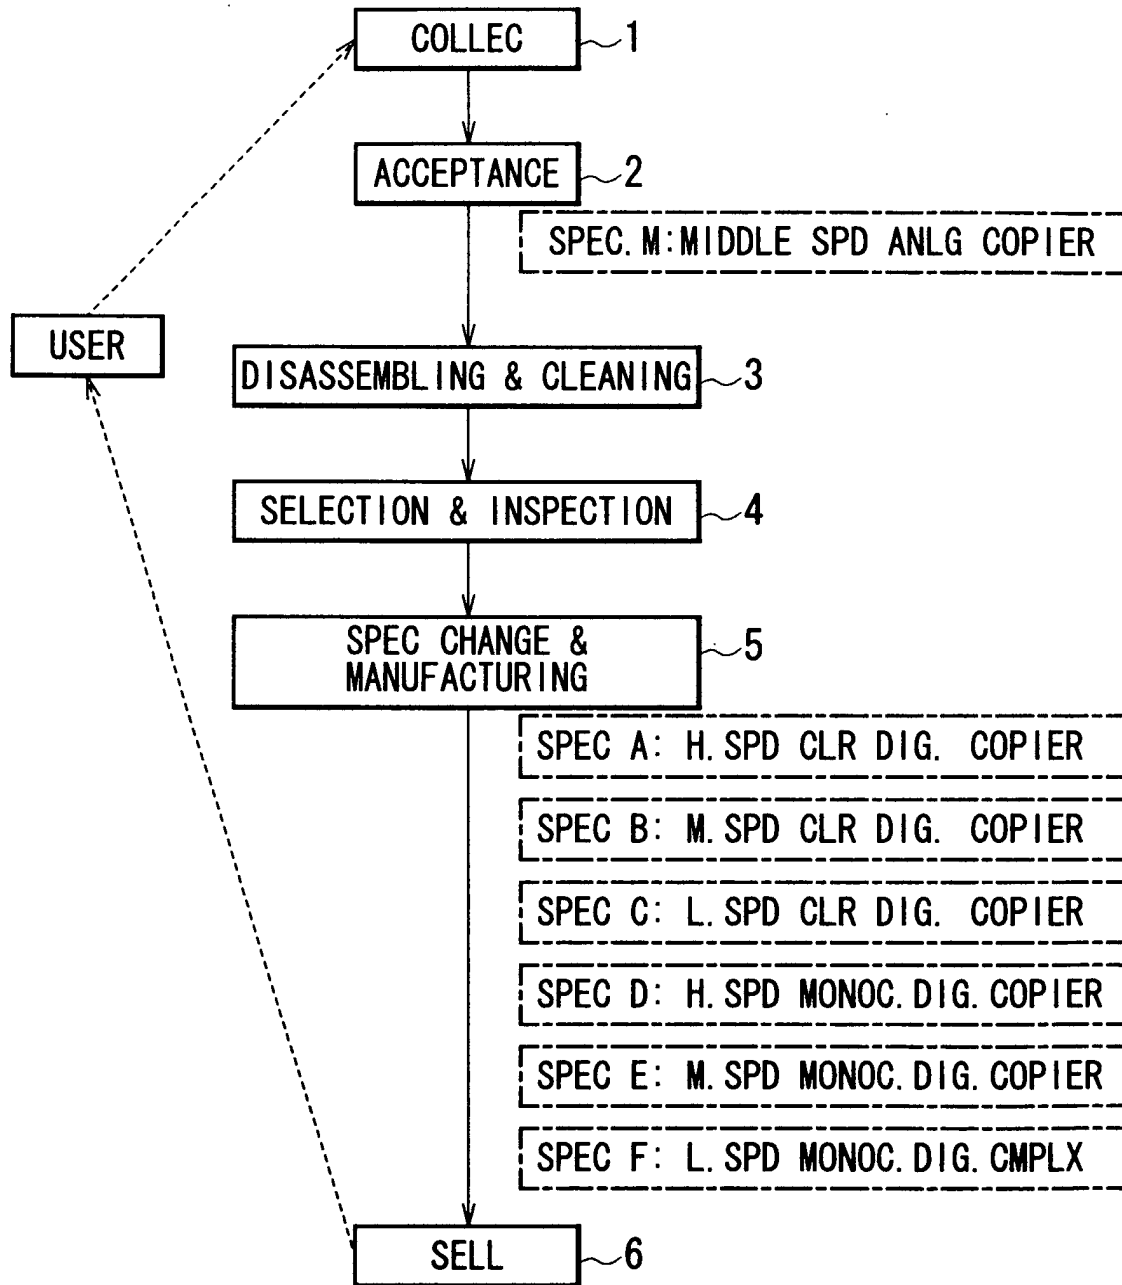 COLLEC 1
ACCEPTANCE 2
SPEC. M:MIDDLE SPD ANLG COPIER
USER
DISASSEMBLING & CLEANING 3
SELECTION & INSPECTION 4
SPEC CHANGE &
MANUFACTURING
5
SPEC A: H. SPD CLR DIG. COPIER
SPEC B: M. SPD CLR DIG. COPIER
SPEC C: L. SPD CLR DIG. COPIER
SPEC D: H. SPD MONOC. DIG. COPIER
SPEC E: M. SPD MONOC. DIG. COPIER
SPEC F: L. SPD MONOC. DIG. CMPLX
SELL 6